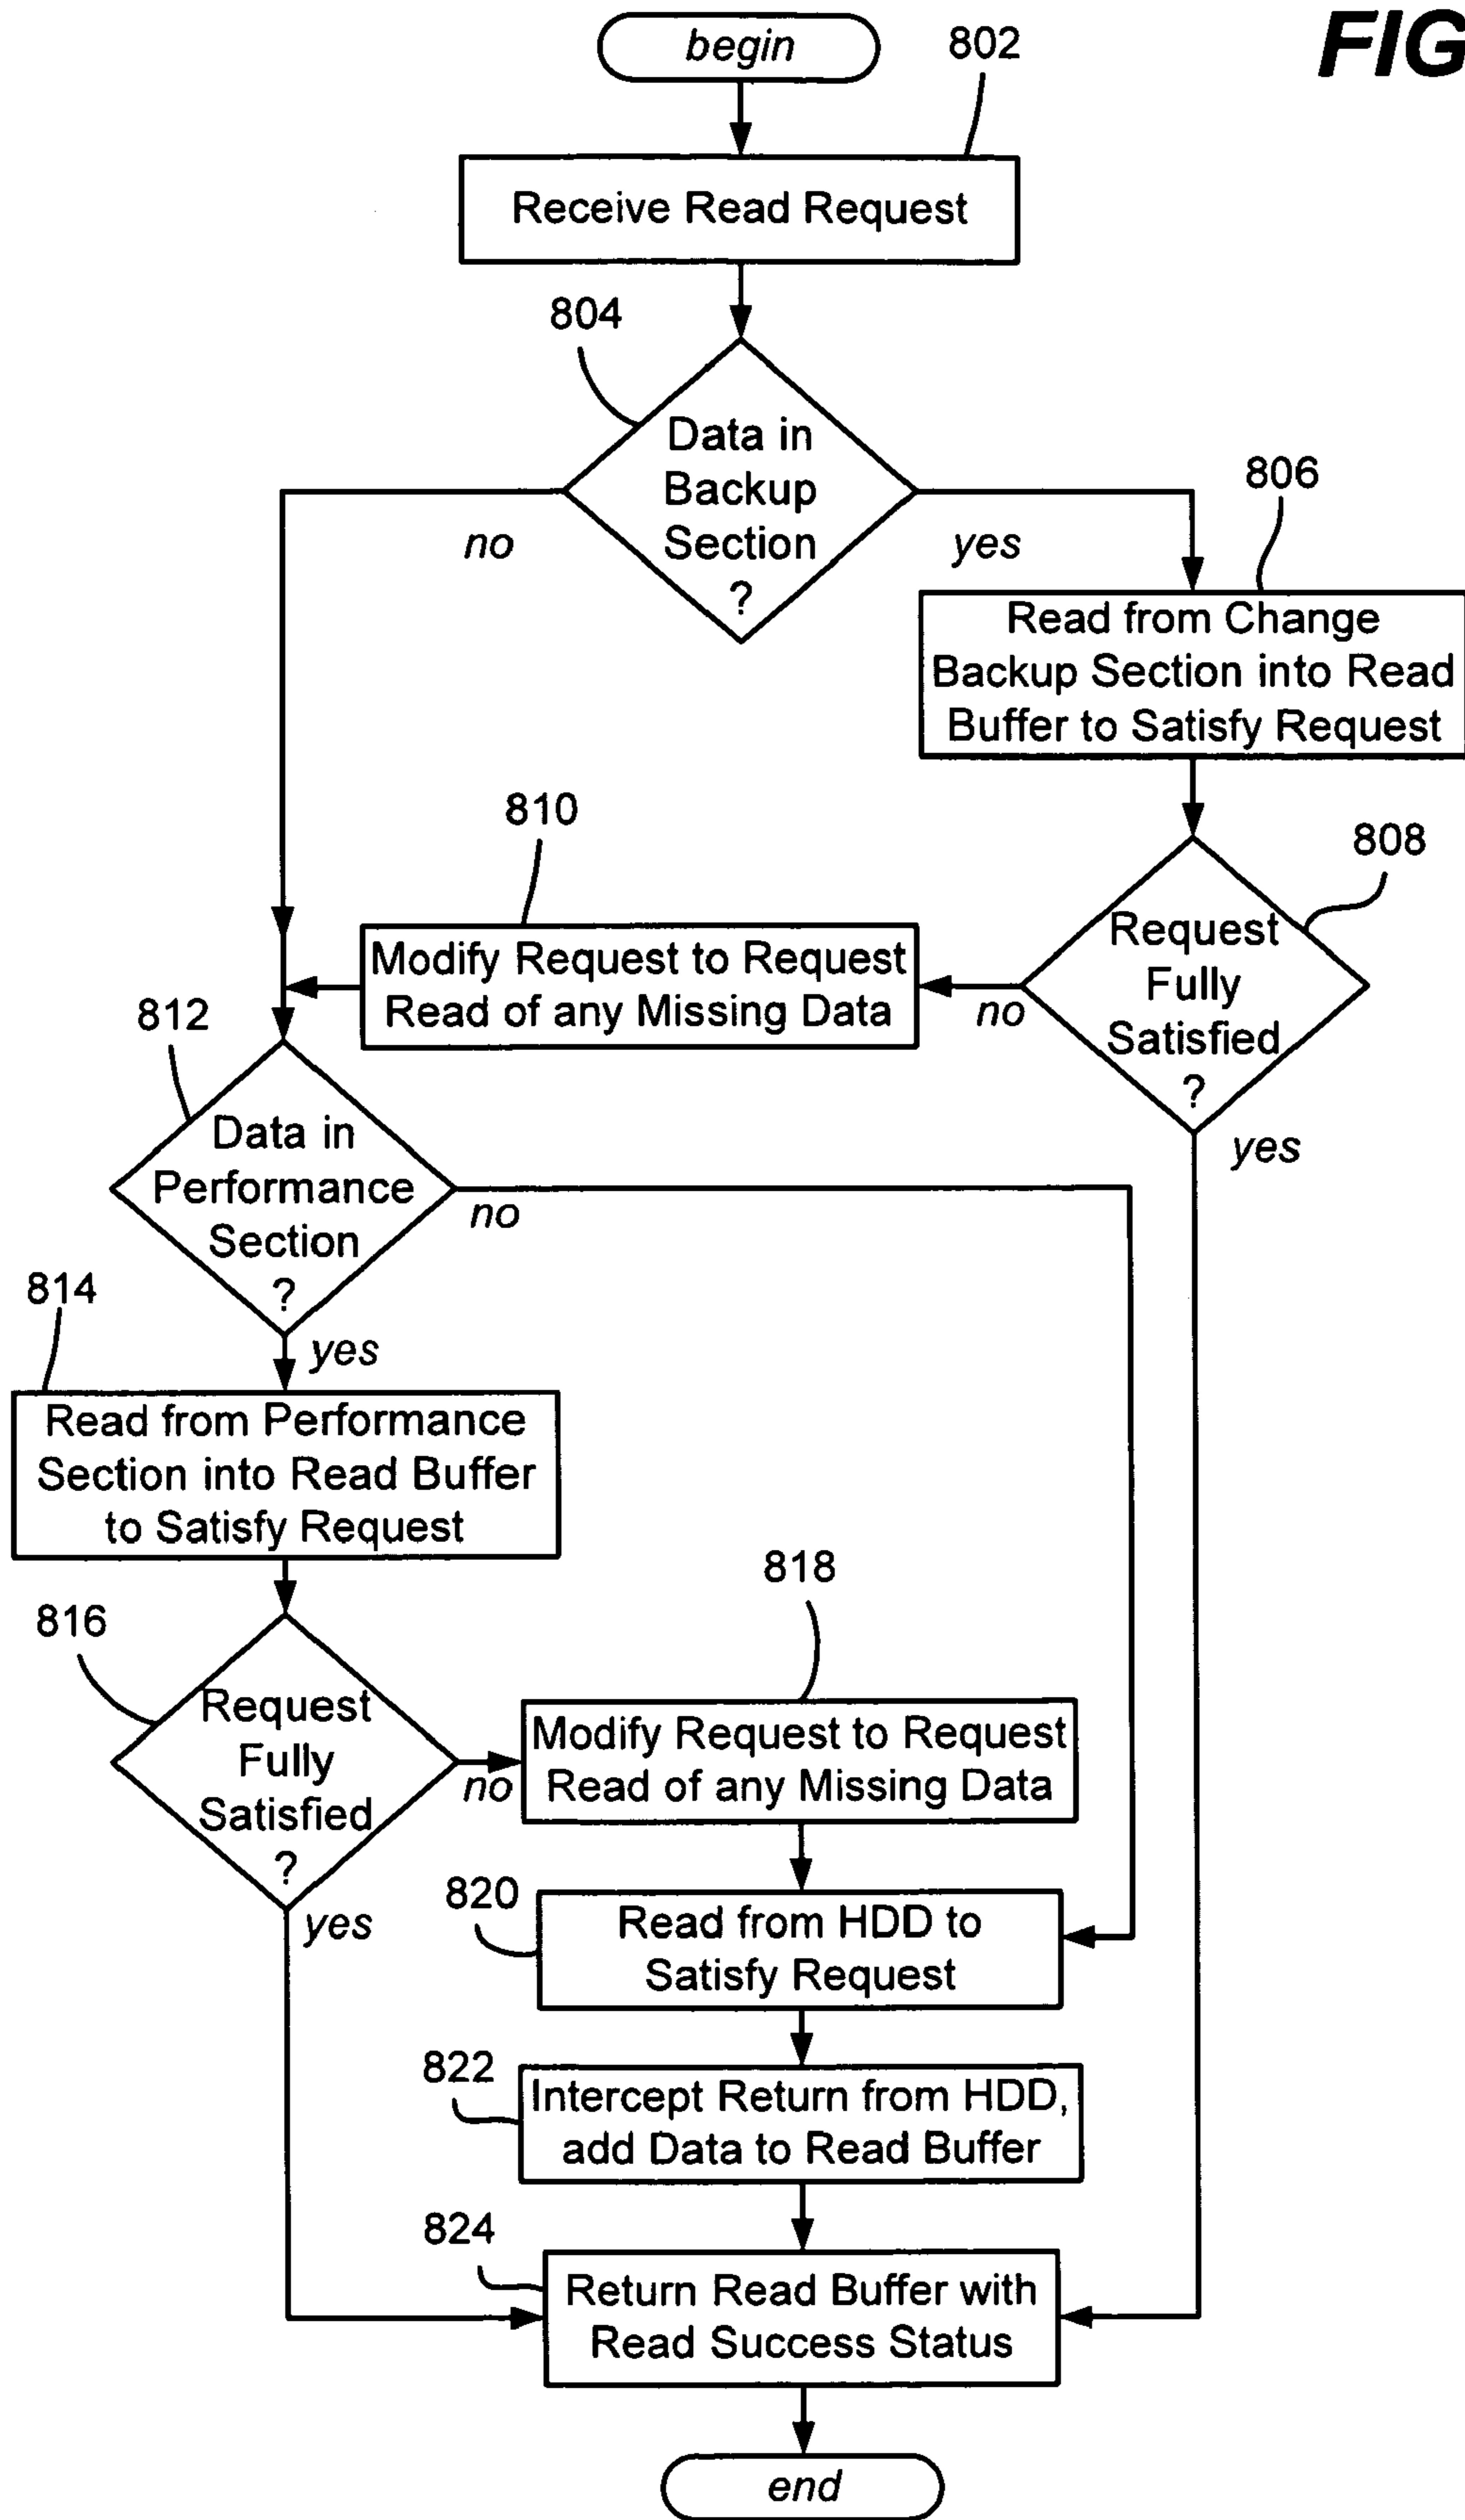 begin
802
FIG
Receive Read Request
804
Data in
Backup
Section
?
no
yes
806
Read from Change
Backup Section into Read
Buffer to Satisfy Request
810
808
Modify Request to Request
Read of any Missing Data
no
Request
Fully
Satisfied
?
yes
812
Data in
Performance
Section
?
no
yes
814
Read from Performance
Section into Read Buffer
to Satisfy Request
816
Request
Fully
Satisfied
?
no
yes
818
Modify Request to Request
Read of any Missing Data
820
Read from HDD to
Satisfy Request
822
Intercept Return from HDD,
add Data to Read Buffer
824
Return Read Buffer with
Read Success Status
end